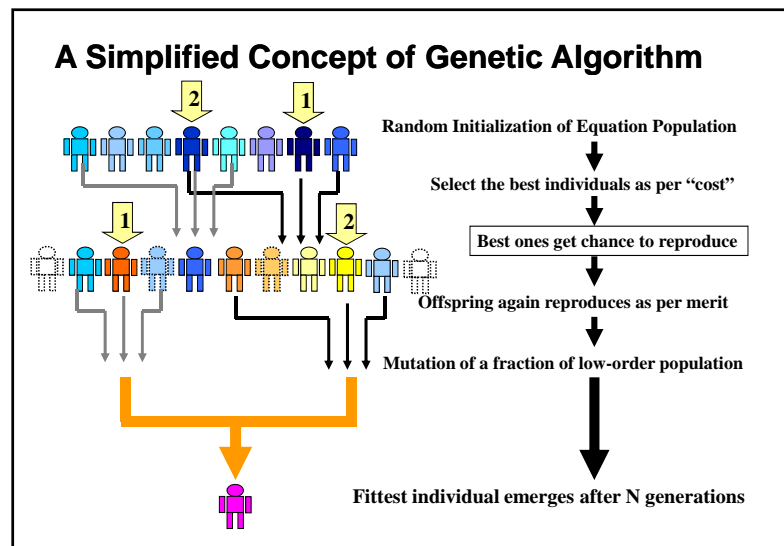 A Simplified Concept of Genetic Algorithm
2
1
Random Initialization of Equation Population
Select the best individuals as per “cost”
1
2
Best ones get chance to reproduce
Offspring again reproduces as per merit
Mutation of a fraction of low-order population
Fittest individual emerges after N generations